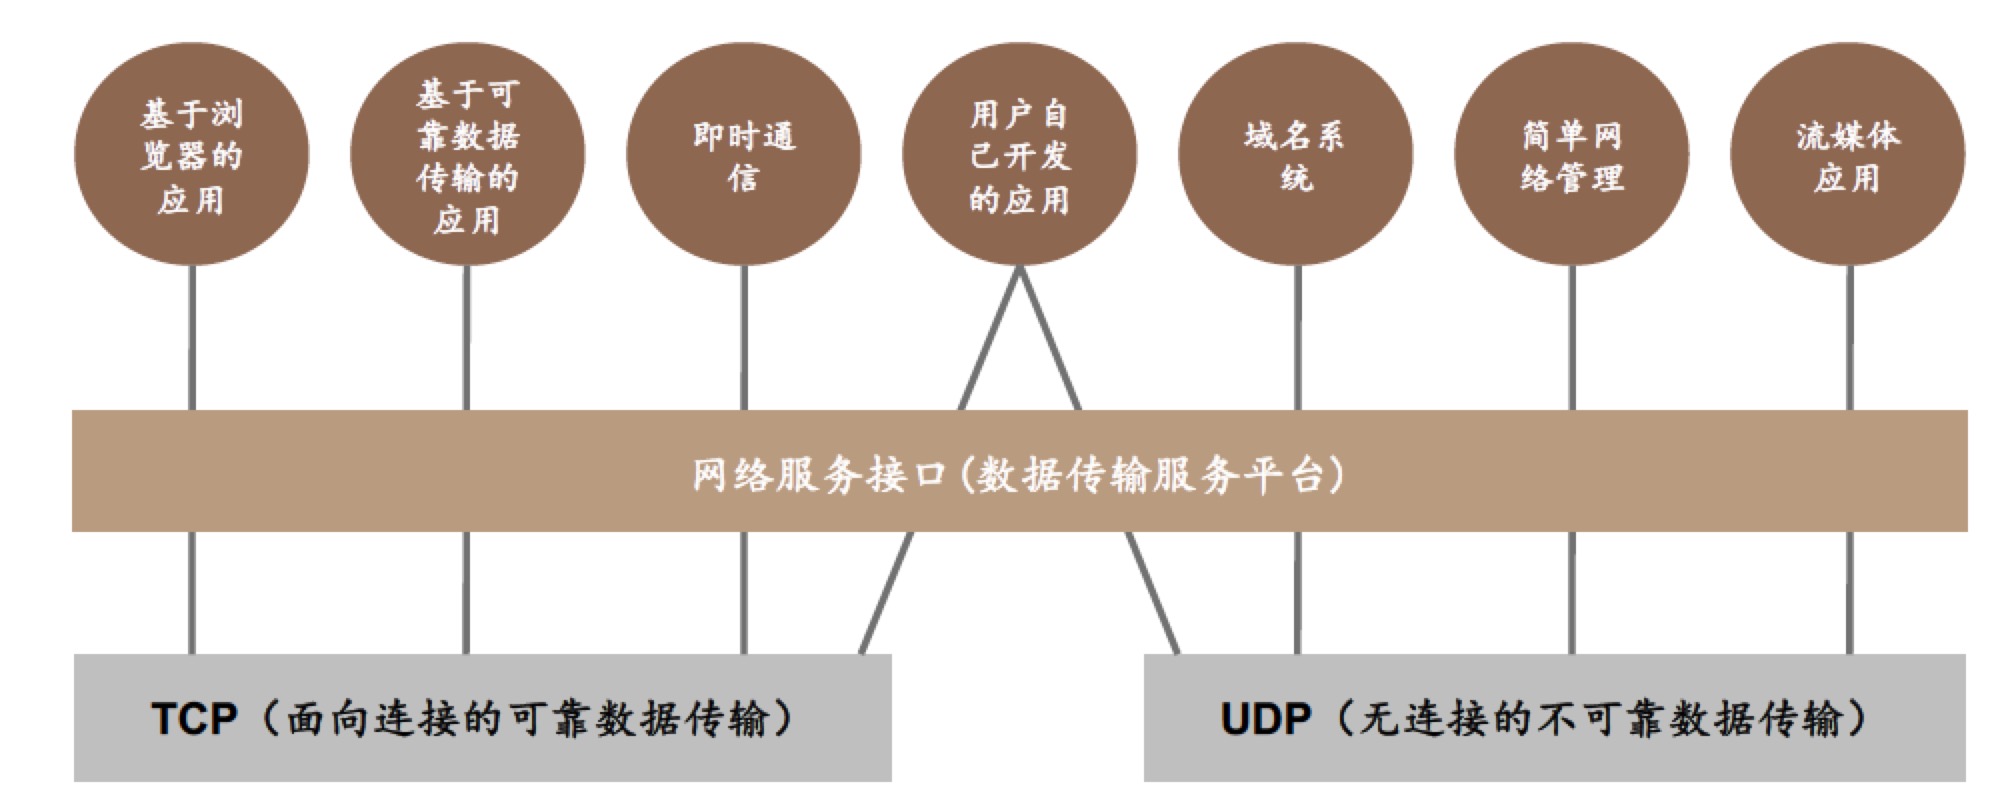 基于浏
览器的
应用
基于可
靠数据
传输的
应用
即时通
信
用户自
己开发
的应用
域名系
统
简单网
络管理
流媒体
应用
网络服务接口(数据传输服务平台)
TCP（面向连接的可靠数据传输）
UDP（无连接的不可靠数据传输）